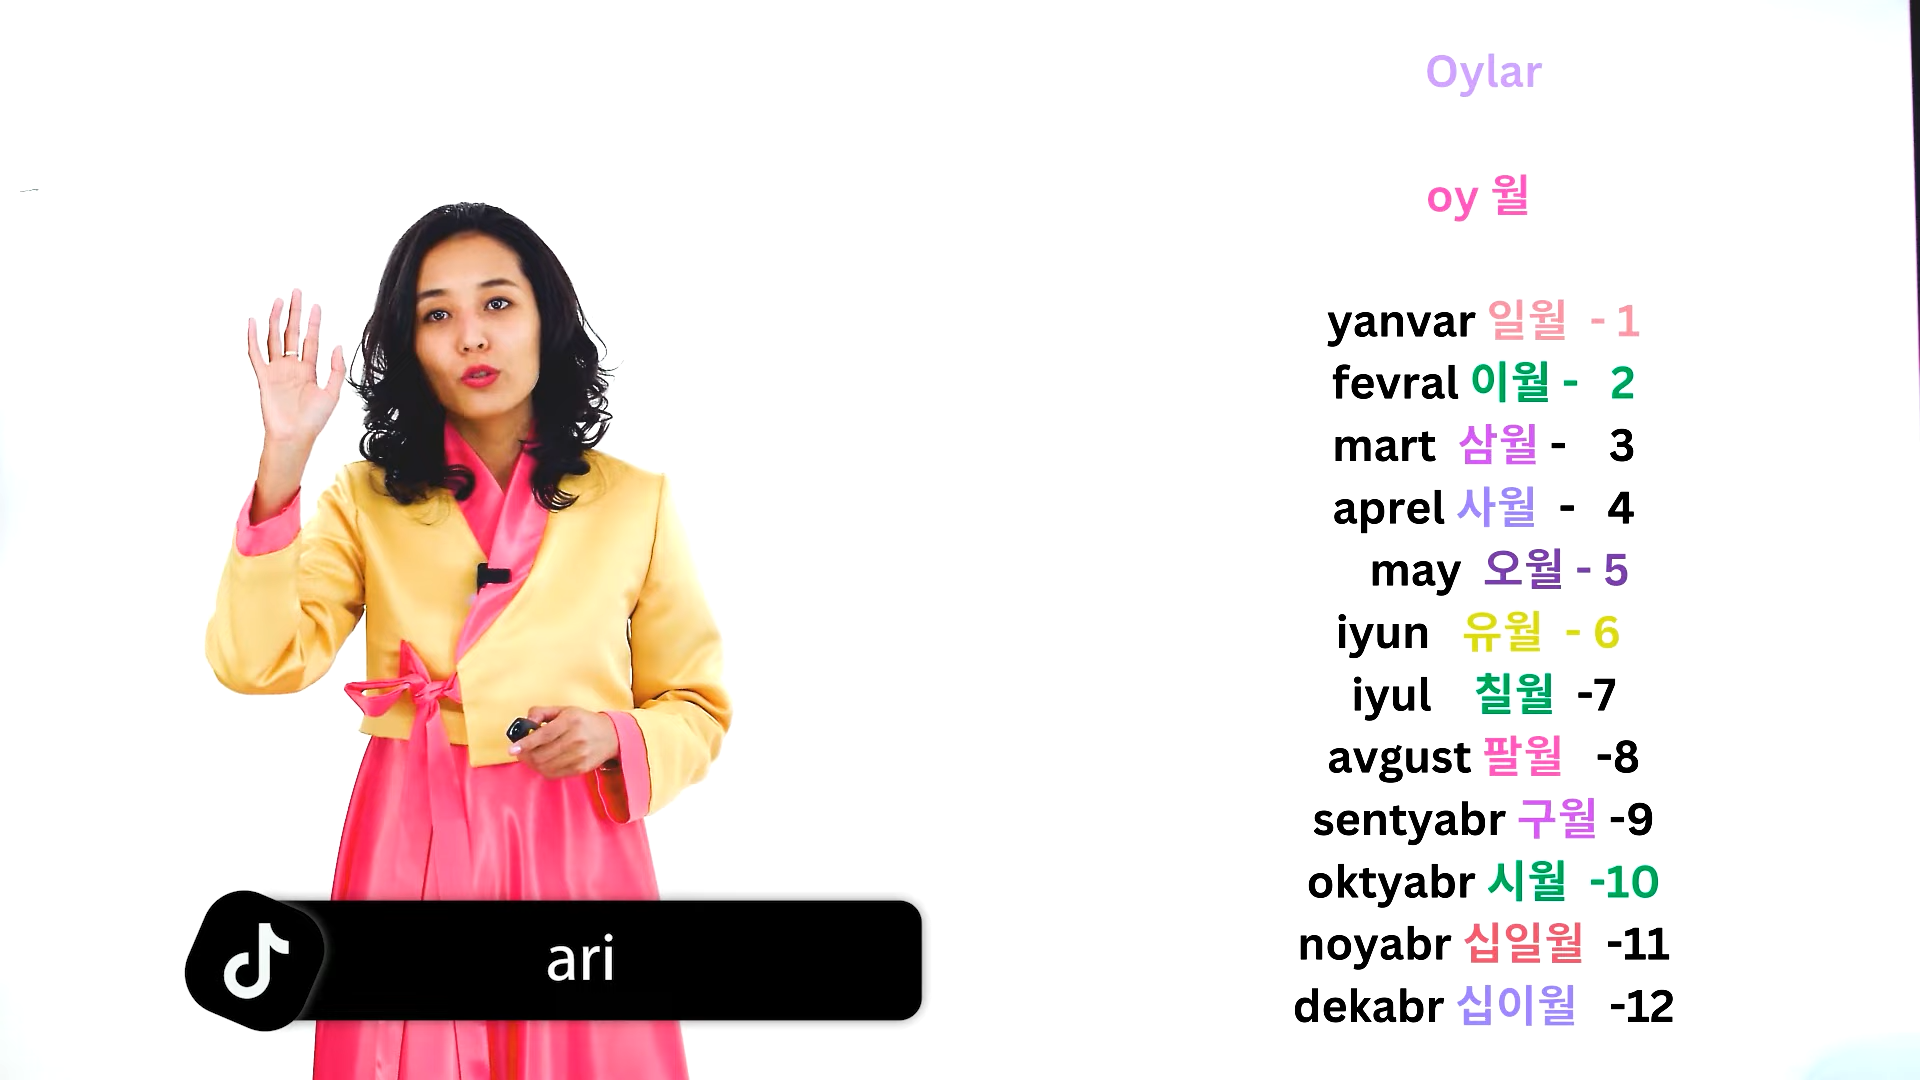 Oylar
oy 월
yanvar 일월 - 1
fevral 이월 - 2
mart 삼월 - 3
aprel 사월 - 4
may 오월 - 5
iyun 유월 - 6
iyul 칠월 -7
avgust 팔월 -8
sentyabr 구월 -9
oktyabr 시월 -10
noyabr 십일월 -11
dekabr 십이월 -12
ari